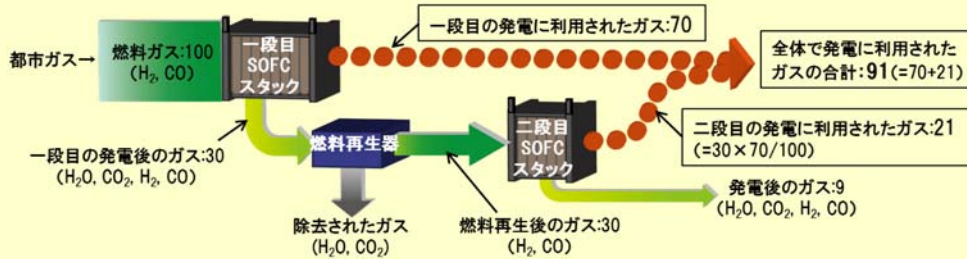 都市ガス→
燃料ガス:100
(H₂, CO)
一段目
SOFC
スタック
一段目の発電に利用されたガス:70
全体で発電に利用された
ガスの合計:91(=70+21)
一段目の発電後のガス:30
(H₂O, CO₂, H₂, CO)
燃料再生器
二段目
SOFC
スタック
二段目の発電に利用されたガス:21
(=30×70/100)
除去されたガス
(H₂O, CO₂)
燃料再生後のガス:30
(H₂, CO)
発電後のガス:9
(H₂O, CO₂, H₂, CO)